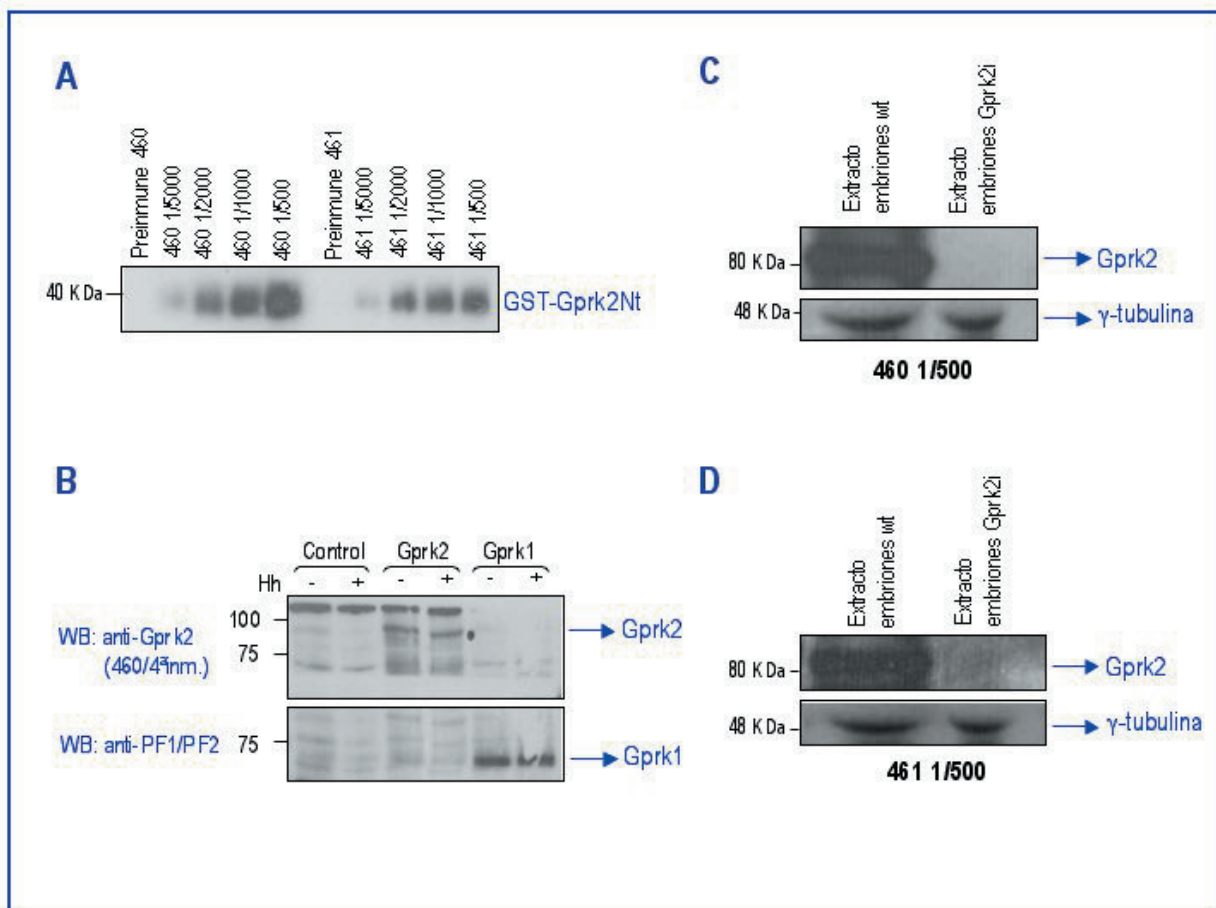 A
Preinmune 460
460 1/5000
460 1/2000
460 1/1000
460 1/500
Preinmune 461
461 1/5000
461 1/2000
461 1/1000
461 1/500
40 K Da
GST-Gprk2Nt
C
Extracto
embriones wt
Extracto
embriones Gprk2i
80 K Da
Gprk2
48 K Da
γ-tubulina
460 1/500
B
Control Gprk2 Gprk1
Hh - + - + - +
WB: anti-Gprk2
(460/4ªinm.)
100
75
Gprk2
WB: anti-PF1/PF2
75
Gprk1
D
Extracto
embriones wt
Extracto
embriones Gprk2i
80 K Da
Gprk2
48 K Da
γ-tubulina
461 1/500